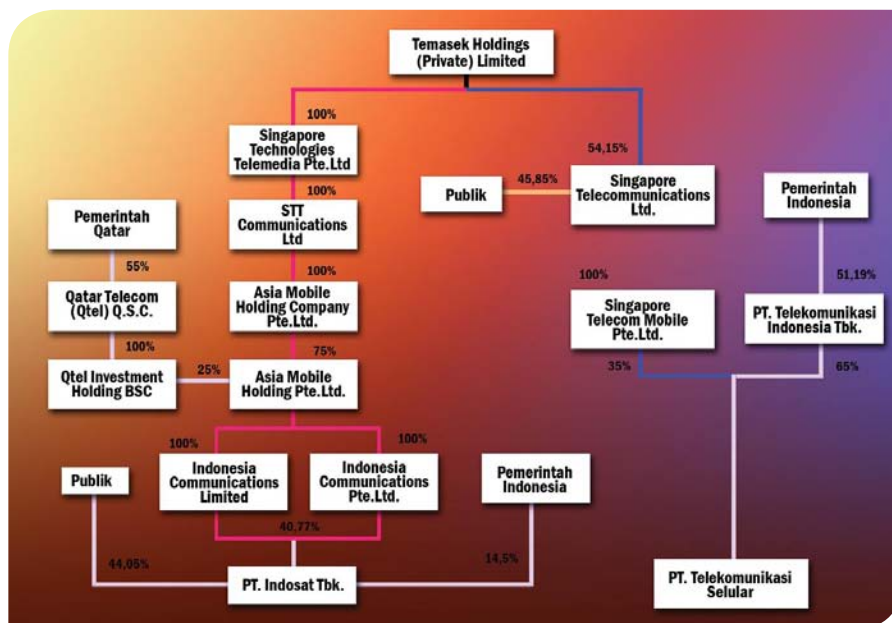 Temasek Holdings
(Private) Limited
100%
Singapore
Technologies
Telemedia Pte.Ltd
54,15%
45,85%
Publik
Singapore
Telecommunications
Ltd.
Pemerintah
Indonesia
100%
STT
Communications
Ltd
Pemerintah
Qatar
55%
100%
100%
51,19%
Qatar Telecom
(Qtel) Q.S.C.
Asia Mobile
Holding Company
Pte.Ltd.
Singapore
Telecom Mobile
Pte.Ltd.
PT. Telekomunikasi
Indonesia Tbk.
100%
75%
35%
65%
Qtel Investment
Holding BSC
25%
Asia Mobile
Holding Pte.Ltd.
100%
100%
Publik
Indonesia
Communications
Limited
Indonesia
Communications
Pte.Ltd.
Pemerintah
Indonesia
40,77%
44,05%
14,5%
PT. Indosat Tbk.
PT. Telekomunikasi
Selular